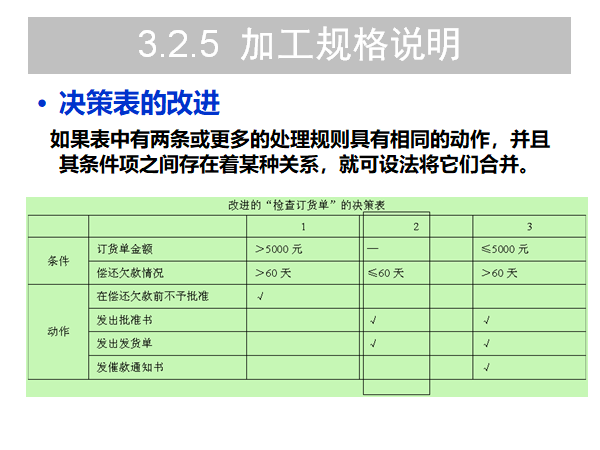 3.2.5 加工规格说明
• 决策表的改进
如果表中有两条或更多的处理规则具有相同的动作，并且
其条件项之间存在着某种关系，就可设法将它们合并。
改进的“检查订货单”的决策表
1 2 3
条件 订货单金额 >5000 元 — ≤5000 元
偿还欠款情况 >60 天 ≤60 天 >60 天
动作 在偿还欠款前不予批准 √
发出批准书 √ √
发出发货单 √ √
发催款通知书 √